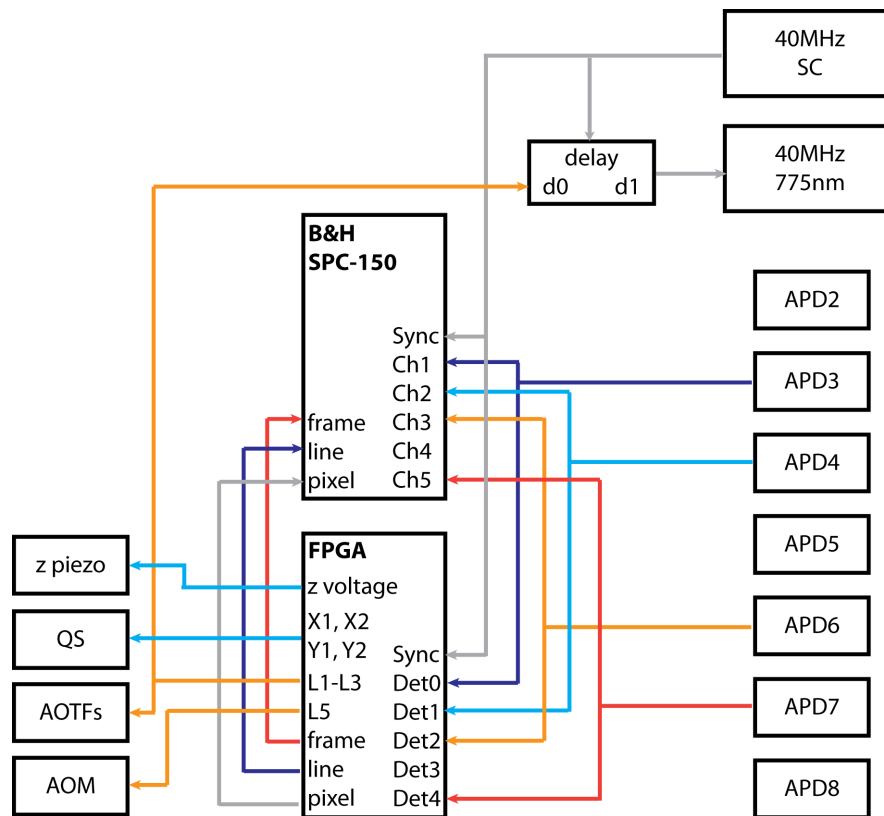 40MHz
SC
delay
d0 d1
40MHz
775nm
B&H
SPC-150
Sync
Ch1
Ch2
frame Ch3
line Ch4
pixel Ch5
APD2
APD3
APD4
APD5
APD6
APD7
APD8
z piezo
QS
AOTFs
AOM
FPGA
z voltage
X1, X2
Y1, Y2 Sync
L1-L3 Det0
L5 Det1
frame Det2
line Det3
pixel Det4